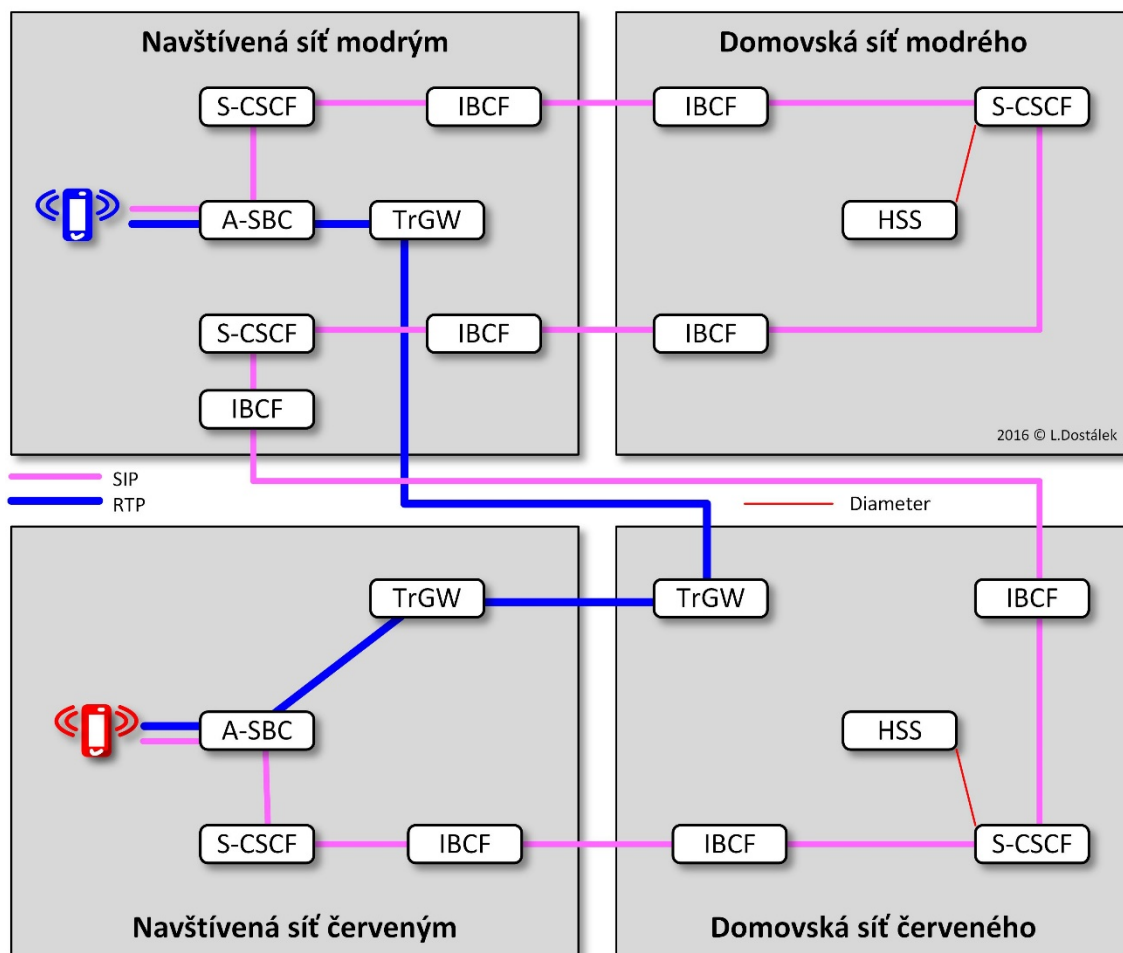 Navštívená síť modrým
Domovská síť modrého
S-CSCF
IBCF
IBCF
S-CSCF
A-SBC
TrGW
HSS
S-CSCF
IBCF
IBCF
IBCF
2016 © L.Dostálek
SIP
RTP
Diameter
TrGW
TrGW
IBCF
A-SBC
HSS
S-CSCF
IBCF
IBCF
S-CSCF
Navštívená síť červeným
Domovská síť červeného